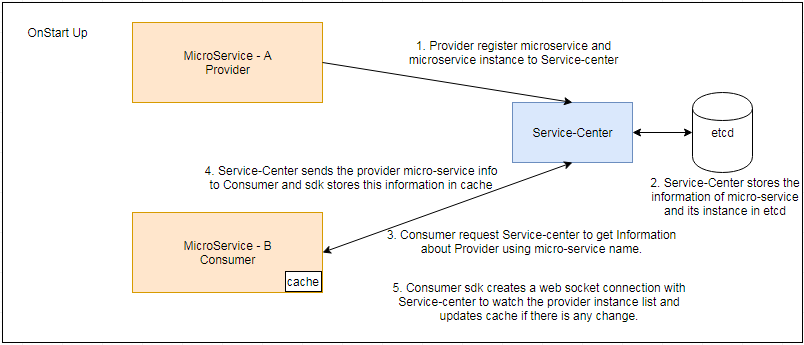 OnStart Up
MicroService - A
Provider
1. Provider register microservice and
microservice instance to Service-center
Service-Center
etcd
4. Service-Center sends the provider micro-service info
to Consumer and sdk stores this information in cache
2. Service-Center stores the
information of micro-service
and its instance in etcd
MicroService - B
Consumer
cache
3. Consumer request Service-center to get Information
about Provider using micro-service name.
5. Consumer sdk creates a web socket connection with
Service-center to watch the provider instance list and
updates cache if there is any change.